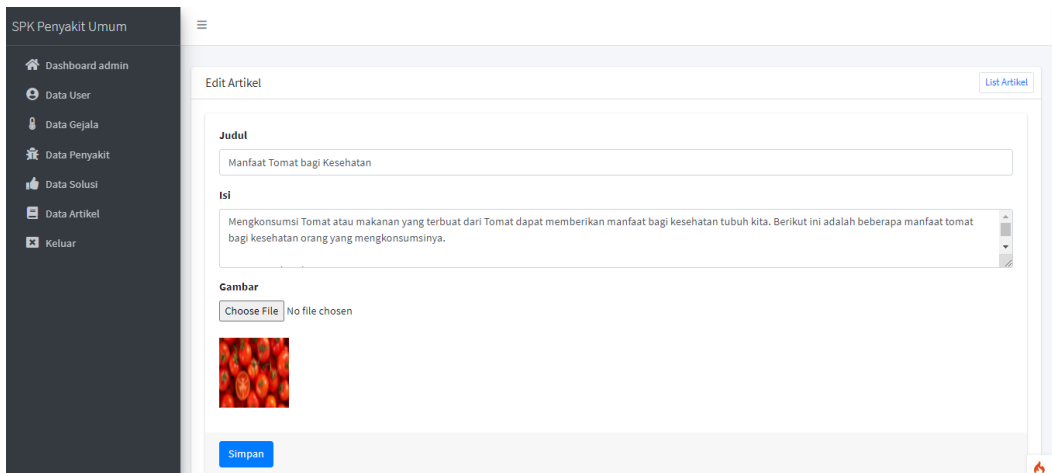 SPK Penyakit Umum
Dashboard admin
Data User
Data Gejala
Data Penyakit
Data Solusi
Data Artikel
Keluar
Edit Artikel
List Artikel
Judul
Manfaat Tomat bagi Kesehatan
Isi
Mengkonsumsi Tomat atau makanan yang terbuat dari Tomat dapat memberikan manfaat bagi kesehatan tubuh kita. Berikut ini adalah beberapa manfaat tomat
bagi kesehatan orang yang mengkonsumsinya.
Gambar
Choose File No file chosen
Simpan